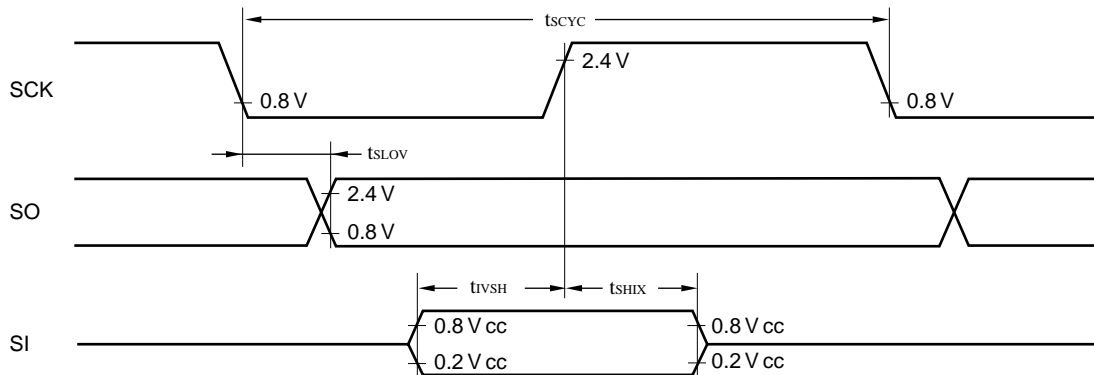 tSCYC
SCK
2.4 V
0.8 V
0.8 V
tSLOV
SO
2.4 V
0.8 V
tIVSH
tSHIX
SI
0.8 V cc
0.8 V cc
0.2 V cc
0.2 V cc